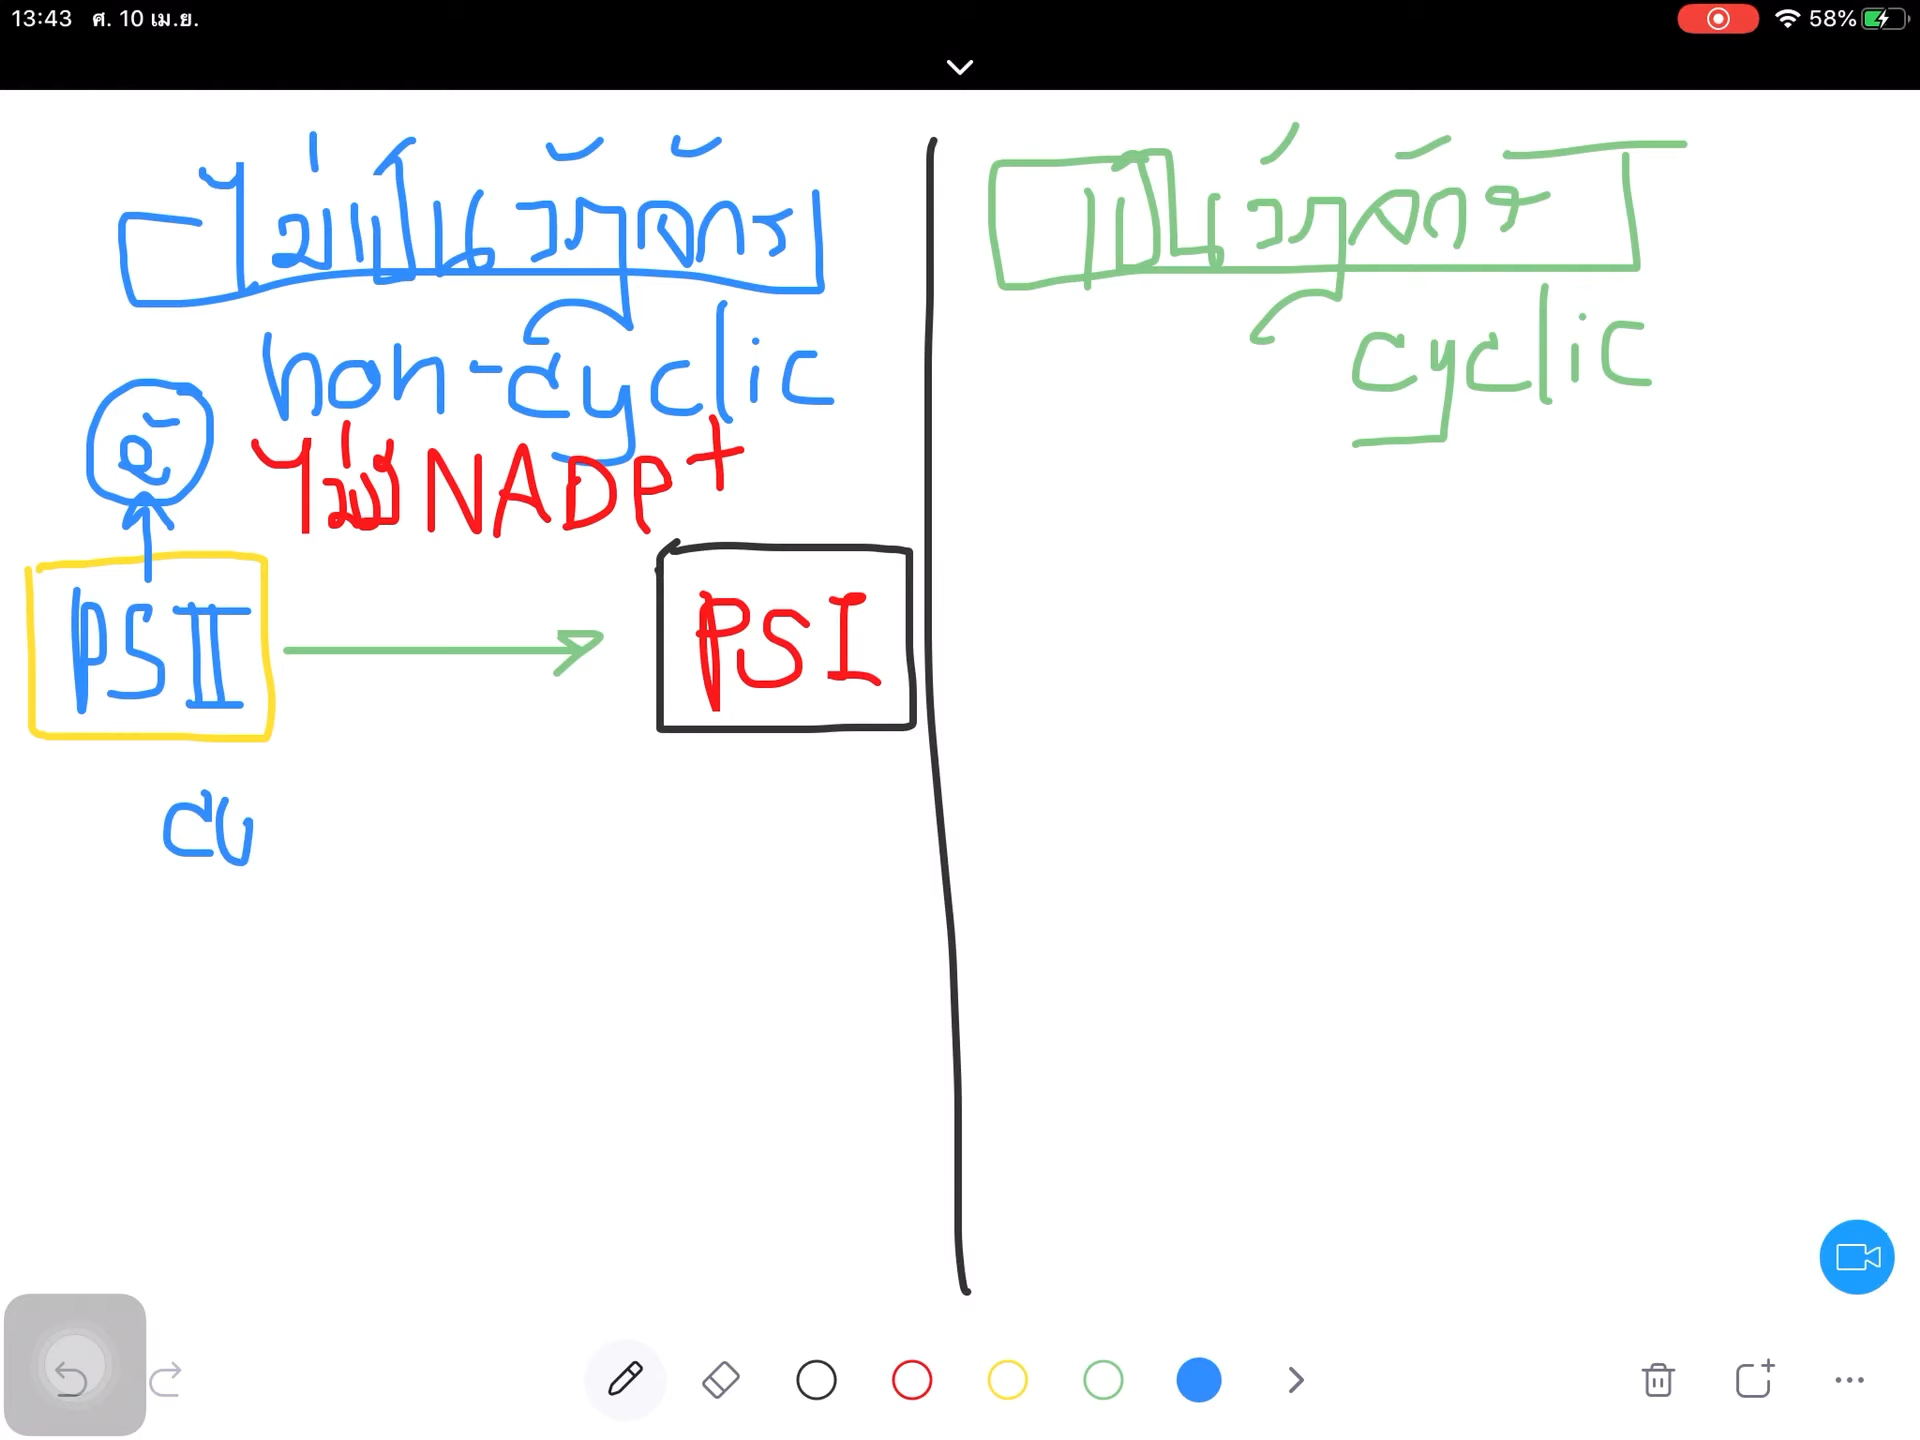 13:43 ศ. 10 เม.ย.
58%
ไม่เป็นวัฏจักร
non-cyclic
e-
ไม่มี NADP+
PSII
PSI
เป็นวัฏจักร
cyclic